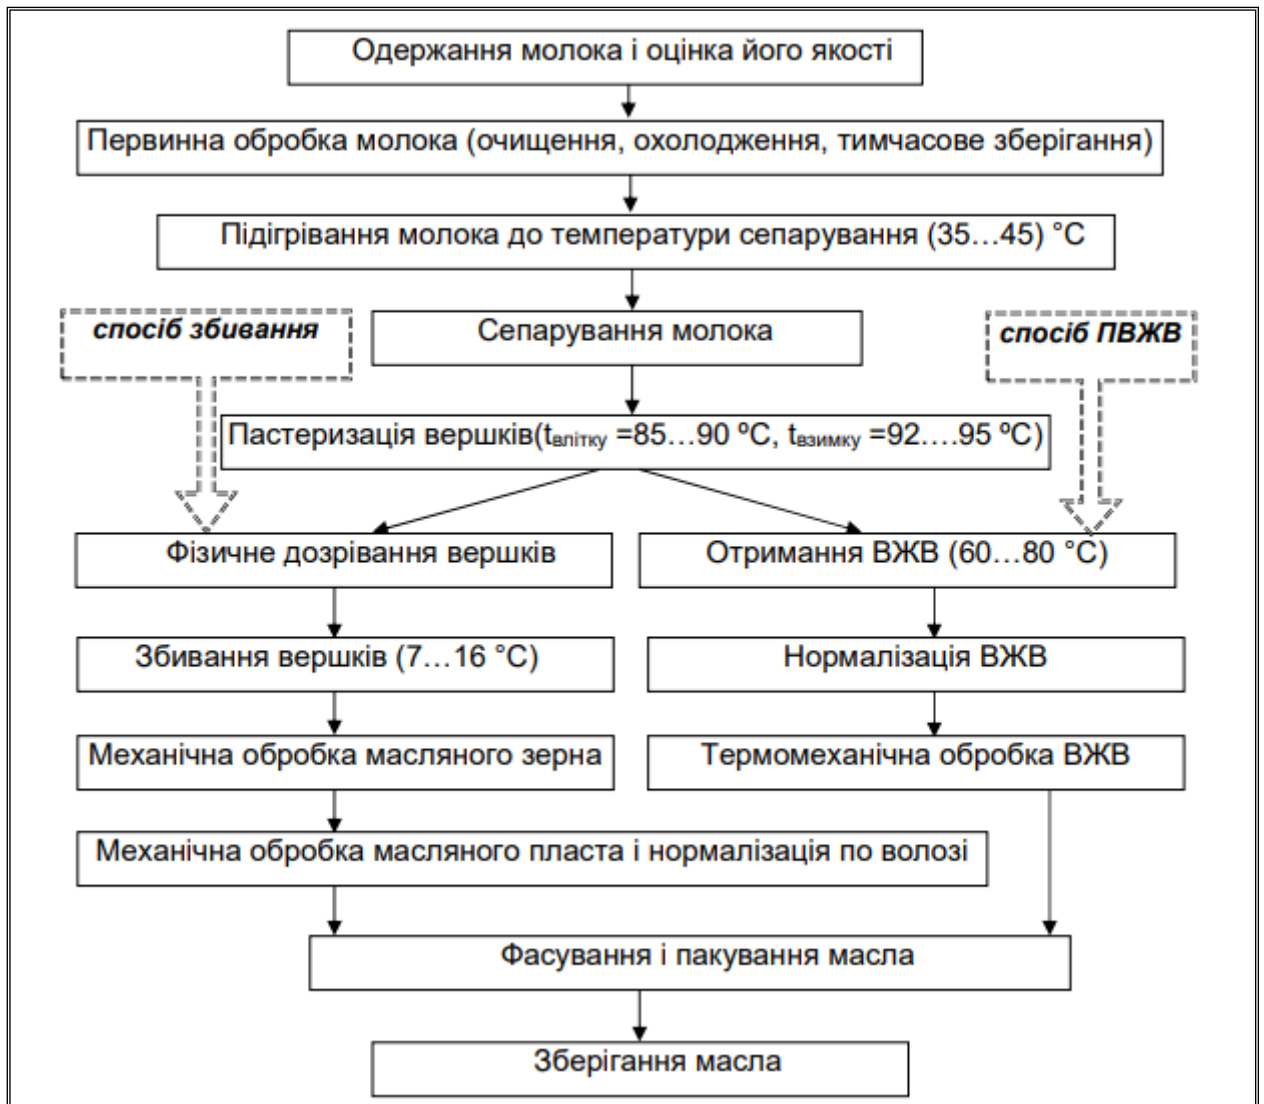 Одержання молока і оцінка його якості
Первинна обробка молока (очищення, охолодження, тимчасове зберігання)
Підігрівання молока до температури сепарування (35…45) °С
спосіб збивання
Сепарування молока
спосіб ПВЖВ
Пастеризація вершків(tвлітку =85…90 ºС, tвзимку =92….95 ºС)
Фізичне дозрівання вершків
Отримання ВЖВ (60…80 °С)
Збивання вершків (7…16 °С)
Нормалізація ВЖВ
Механічна обробка масляного зерна
Термомеханічна обробка ВЖВ
Механічна обробка масляного пласта і нормалізація по волозі
Фасування і пакування масла
Зберігання масла